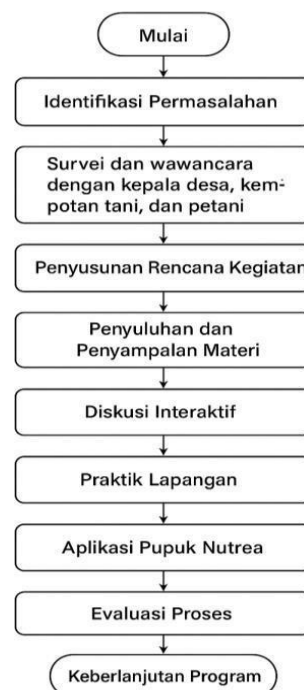 Mulai
Identifikasi Permasalahan
Survei dan wawancara
dengan kepala desa, kem-
potan tani, dan petani
Penyusunan Rencana Kegiatan
Penyuluhan dan
Penyampalan Materi
Diskusi Interaktif
Praktik Lapangan
Aplikasi Pupuk Nutrea
Evaluasi Proses
Keberlanjutan Program